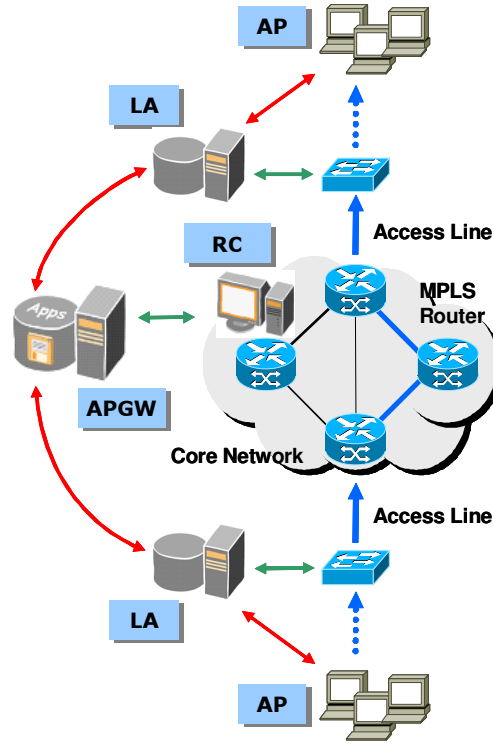 AP
LA
Access Line
RC
MPLS
Router
Apps
APGW
Core Network
Access Line
LA
AP